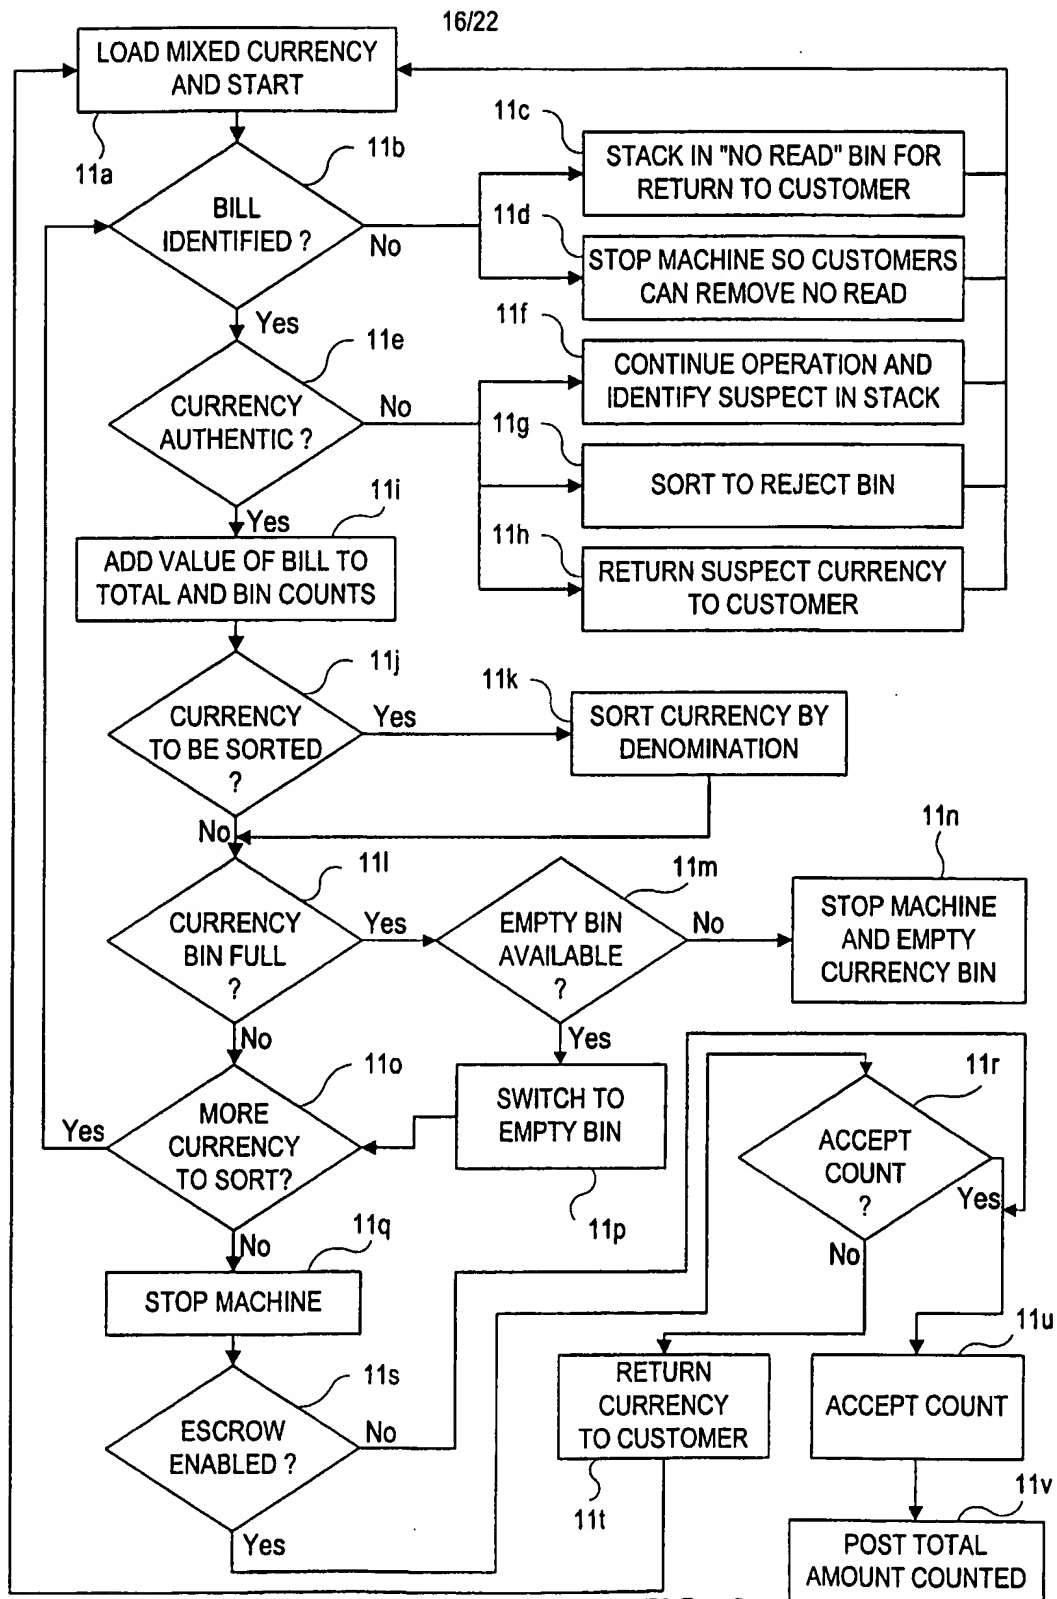 16/22
LOAD MIXED CURRENCY
AND START
11a
11b
BILL
IDENTIFIED ?
No
Yes
11c
STACK IN "NO READ" BIN FOR
RETURN TO CUSTOMER
11d
STOP MACHINE SO CUSTOMERS
CAN REMOVE NO READ
11e
CURRENCY
AUTHENTIC ?
No
Yes
11f
CONTINUE OPERATION AND
IDENTIFY SUSPECT IN STACK
11g
SORT TO REJECT BIN
11h
RETURN SUSPECT CURRENCY
TO CUSTOMER
11i
ADD VALUE OF BILL TO
TOTAL AND BIN COUNTS
11j
CURRENCY
TO BE SORTED
?
Yes
No
11k
SORT CURRENCY BY
DENOMINATION
11l
CURRENCY
BIN FULL
?
Yes
No
11m
EMPTY BIN
AVAILABLE
?
No
Yes
11n
STOP MACHINE
AND EMPTY
CURRENCY BIN
11o
MORE
CURRENCY
TO SORT?
Yes
No
SWITCH TO
EMPTY BIN
11p
11r
ACCEPT
COUNT
?
Yes
No
11q
STOP MACHINE
11s
ESCROW
ENABLED ?
No
Yes
RETURN
CURRENCY
TO CUSTOMER
11t
11u
ACCEPT COUNT
11v
POST TOTAL
AMOUNT COUNTED